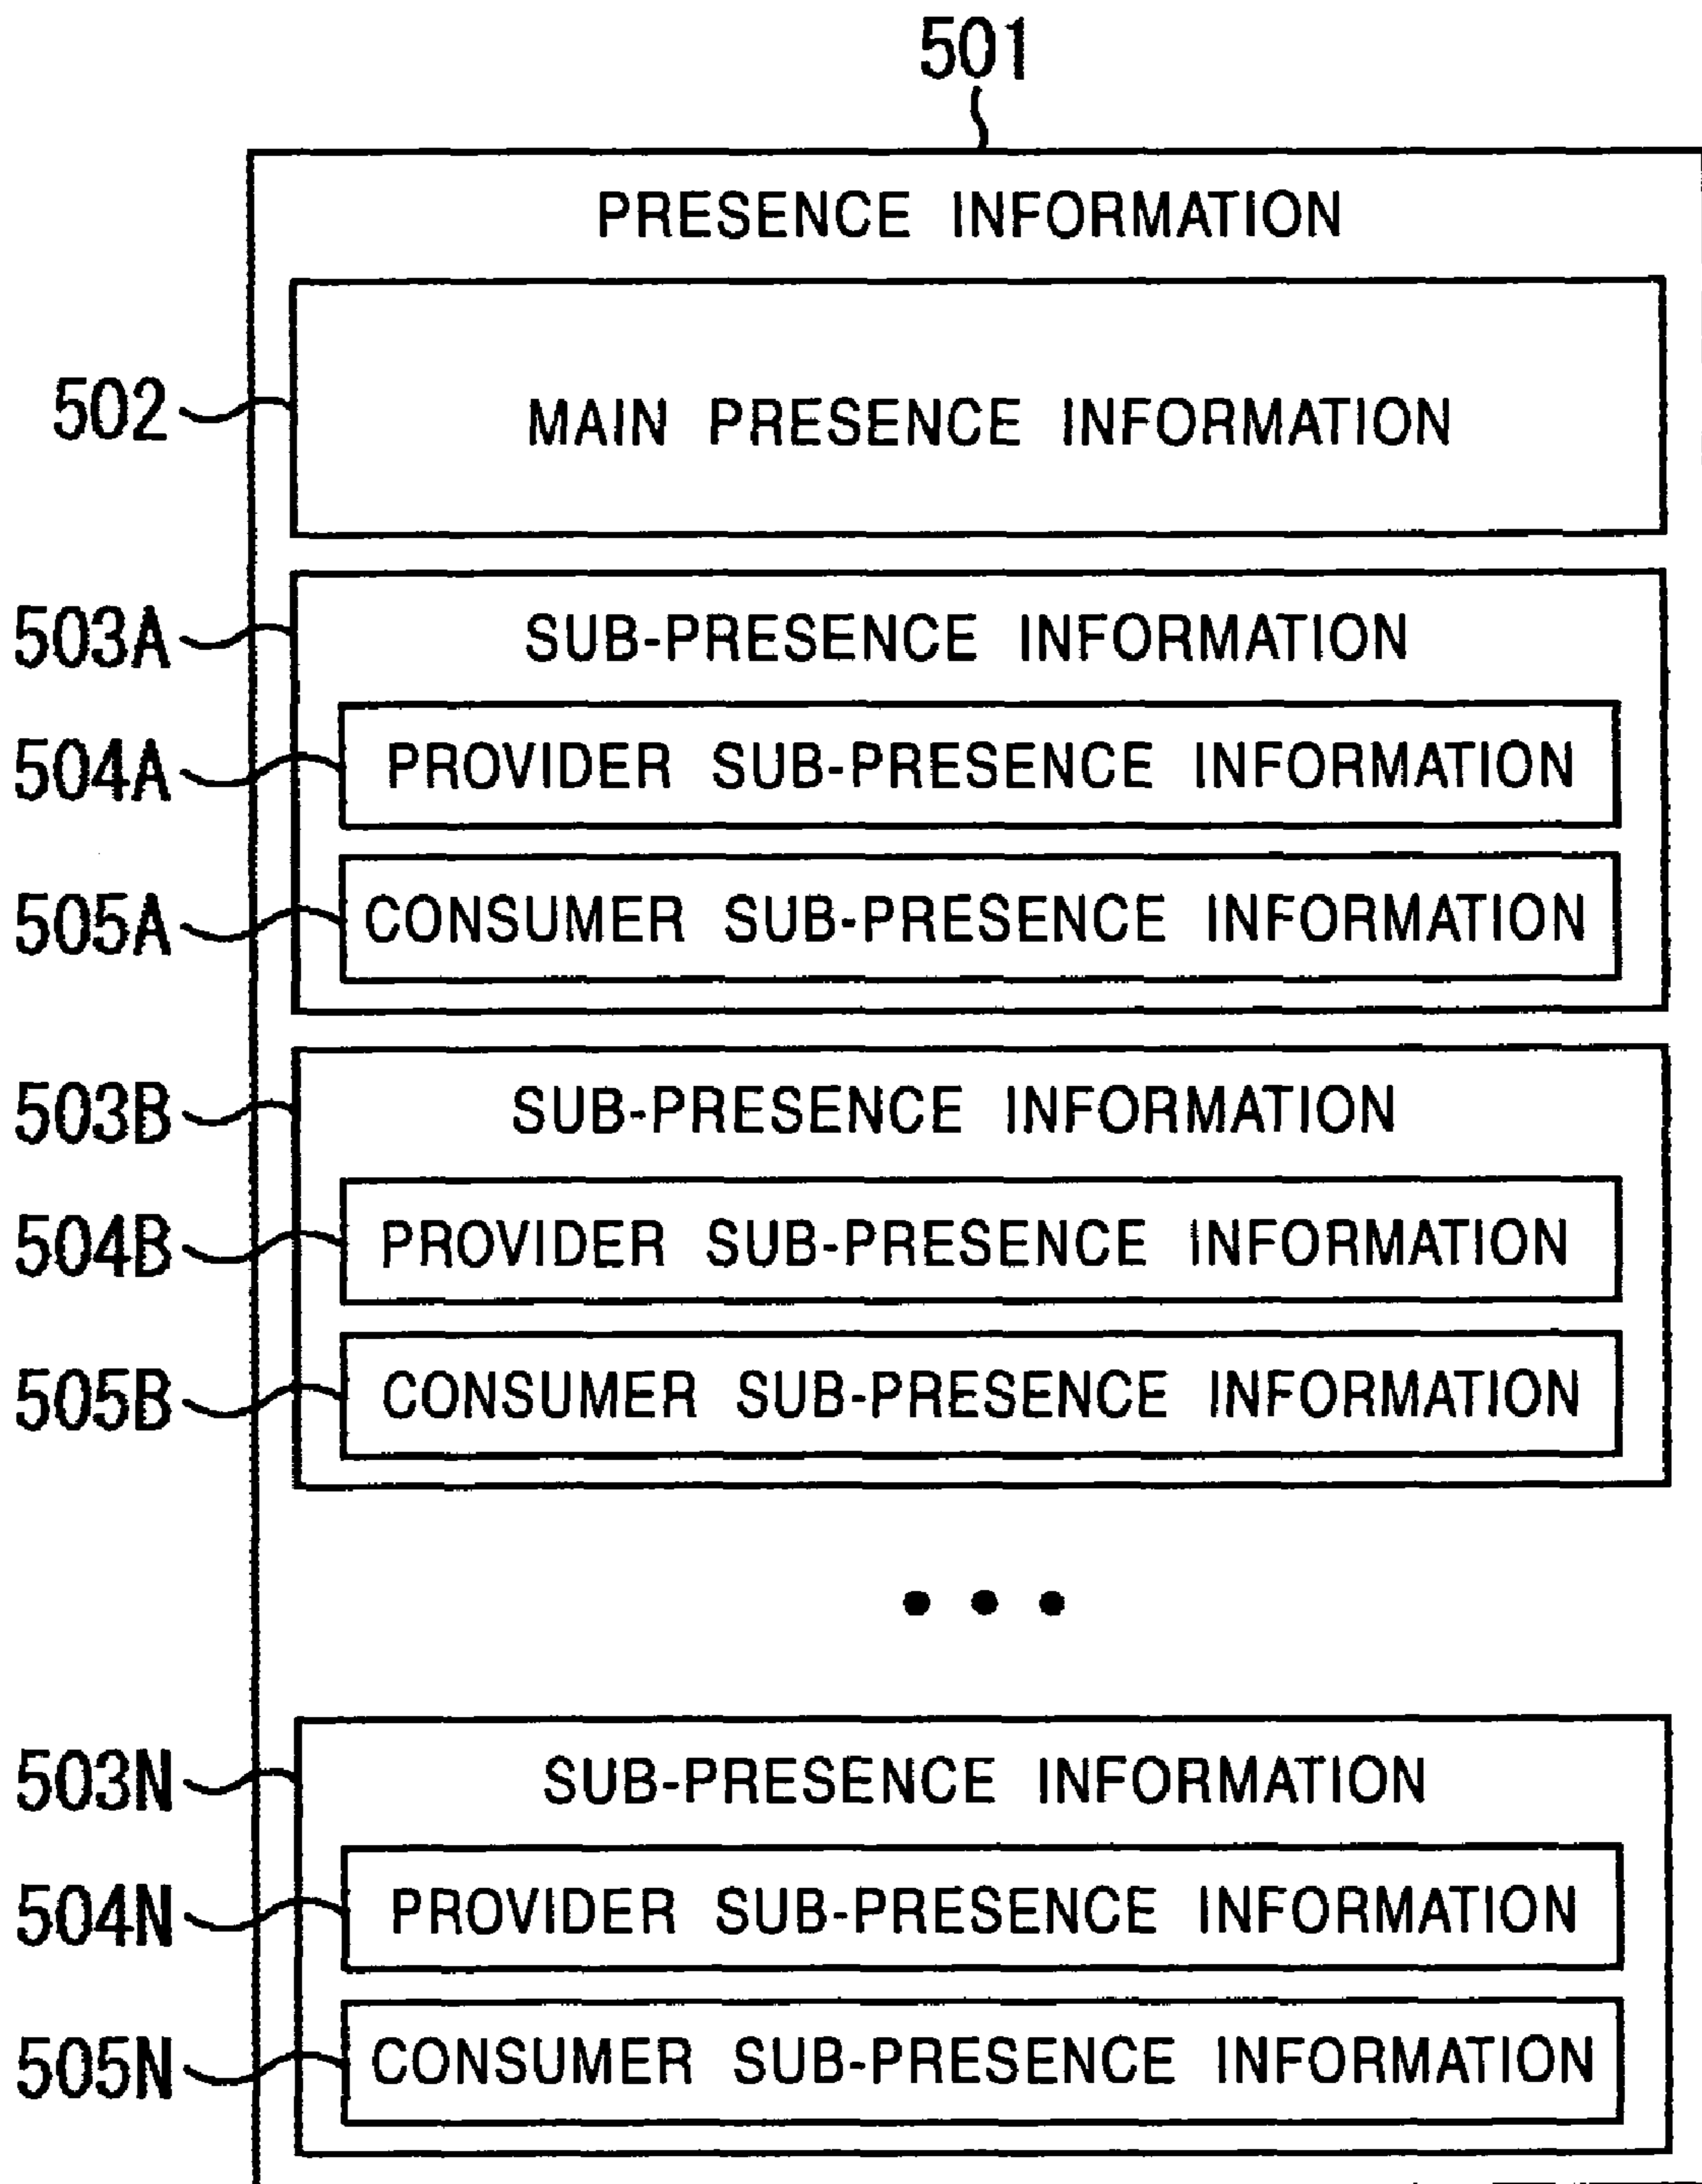 501
PRESENCE INFORMATION
502 MAIN PRESENCE INFORMATION
503A SUB-PRESENCE INFORMATION
504A PROVIDER SUB-PRESENCE INFORMATION
505A CONSUMER SUB-PRESENCE INFORMATION
503B SUB-PRESENCE INFORMATION
504B PROVIDER SUB-PRESENCE INFORMATION
505B CONSUMER SUB-PRESENCE INFORMATION
• • •
503N SUB-PRESENCE INFORMATION
504N PROVIDER SUB-PRESENCE INFORMATION
505N CONSUMER SUB-PRESENCE INFORMATION